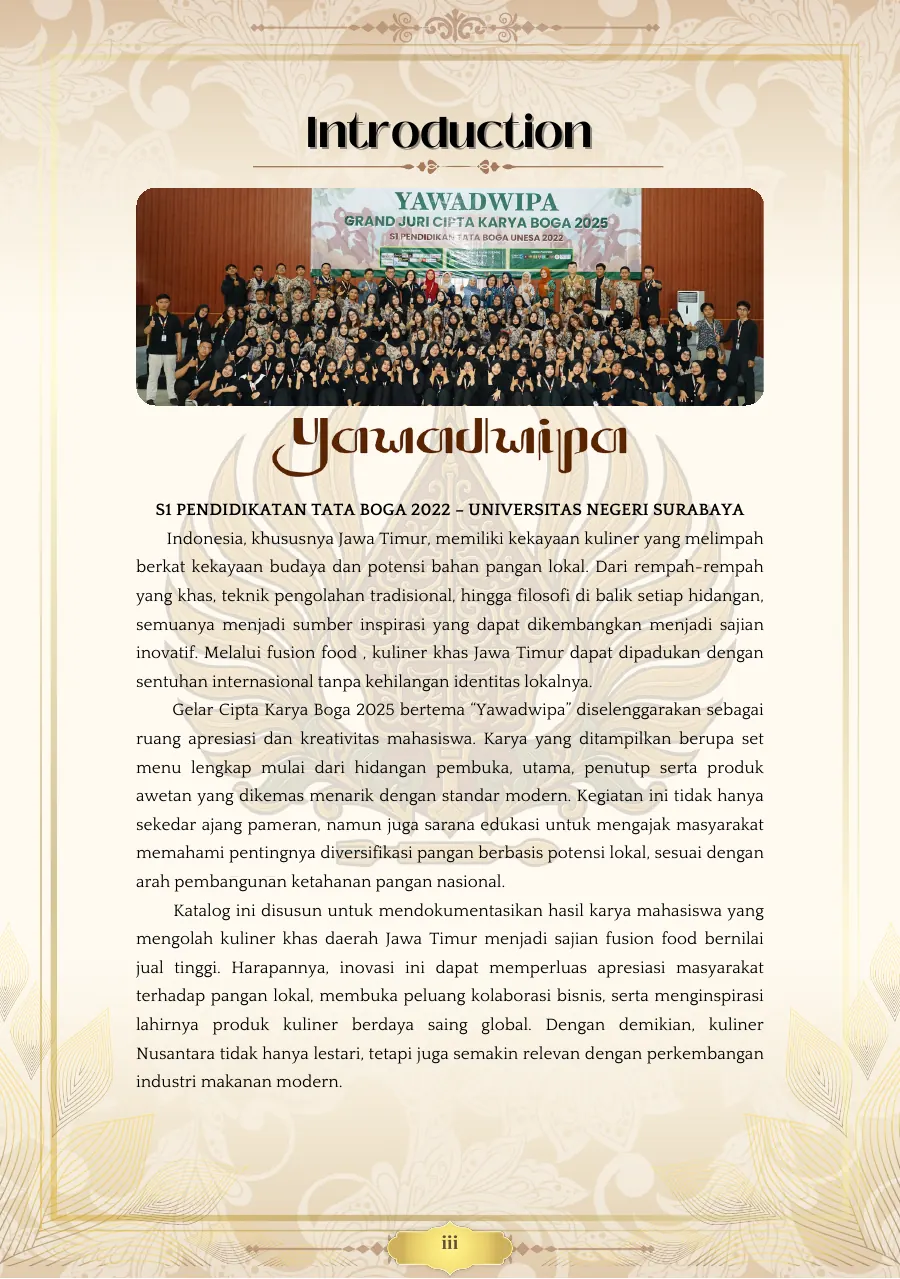 Introduction
YAWADWIPA
GRAND JURI CIPTA KARYA BOGA 2025
S1 PENDIDIKAN TATA BOGA UNESA 2022
Yawadwipa
S1 PENDIDIKATAN TATA BOGA 2022 – UNIVERSITAS NEGERI SURABAYA
Indonesia, khususnya Jawa Timur, memiliki kekayaan kuliner yang melimpah
berkat kekayaan budaya dan potensi bahan pangan lokal. Dari rempah-rempah
yang khas, teknik pengolahan tradisional, hingga filosofi di balik setiap hidangan,
semuanya menjadi sumber inspirasi yang dapat dikembangkan menjadi sajian
inovatif. Melalui fusion food , kuliner khas Jawa Timur dapat dipadukan dengan
sentuhan internasional tanpa kehilangan identitas lokalnya.
Gelar Cipta Karya Boga 2025 bertema “Yawadwipa” diselenggarakan sebagai
ruang apresiasi dan kreativitas mahasiswa. Karya yang ditampilkan berupa set
menu lengkap mulai dari hidangan pembuka, utama, penutup serta produk
awetan yang dikemas menarik dengan standar modern. Kegiatan ini tidak hanya
sekedar ajang pameran, namun juga sarana edukasi untuk mengajak masyarakat
memahami pentingnya diversifikasi pangan berbasis potensi lokal, sesuai dengan
arah pembangunan ketahanan pangan nasional.
Katalog ini disusun untuk mendokumentasikan hasil karya mahasiswa yang
mengolah kuliner khas daerah Jawa Timur menjadi sajian fusion food bernilai
jual tinggi. Harapannya, inovasi ini dapat memperluas apresiasi masyarakat
terhadap pangan lokal, membuka peluang kolaborasi bisnis, serta menginspirasi
lahirnya produk kuliner berdaya saing global. Dengan demikian, kuliner
Nusantara tidak hanya lestari, tetapi juga semakin relevan dengan perkembangan
industri makanan modern.
iii